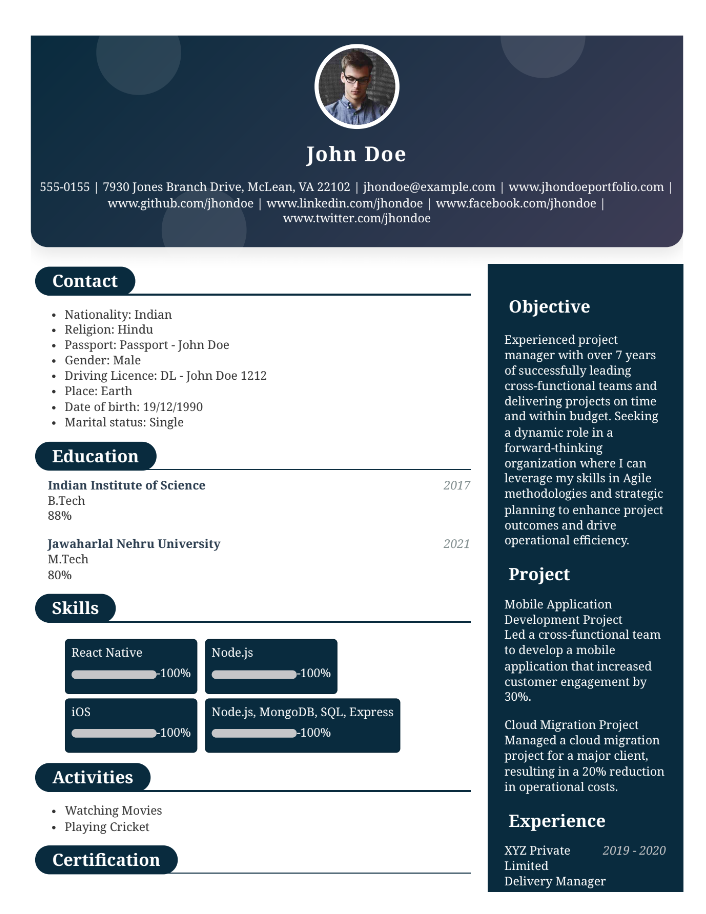 John Doe
555-0155 | 7930 Jones Branch Drive, McLean, VA 22102 | jhondoe@example.com | www.jhondoeportfolio.com |
www.github.com/jhondoe | www.linkedin.com/jhondoe | www.facebook.com/jhondoe |
www.twitter.com/jhondoe
Contact
• Nationality: Indian
• Religion: Hindu
• Passport: Passport - John Doe
• Gender: Male
• Driving Licence: DL - John Doe 1212
• Place: Earth
• Date of birth: 19/12/1990
• Marital status: Single
Education
Indian Institute of Science 2017
B.Tech
88%
Jawaharlal Nehru University 2021
M.Tech
80%
Skills
React Native
-100%
Node.js
-100%
iOS
-100%
Node.js, MongoDB, SQL, Express
-100%
Activities
• Watching Movies
• Playing Cricket
Certification
Objective
Experienced project
manager with over 7 years
of successfully leading
cross-functional teams and
delivering projects on time
and within budget. Seeking
a dynamic role in a
forward-thinking
organization where I can
leverage my skills in Agile
methodologies and strategic
planning to enhance project
outcomes and drive
operational efficiency.
Project
Mobile Application
Development Project
Led a cross-functional team
to develop a mobile
application that increased
customer engagement by
30%.
Cloud Migration Project
Managed a cloud migration
project for a major client,
resulting in a 20% reduction
in operational costs.
Experience
XYZ Private 2019 - 2020
Limited
Delivery Manager